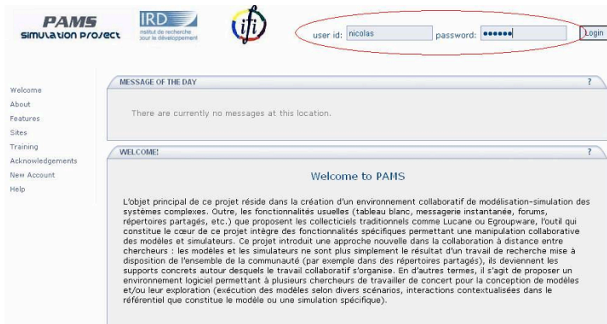 PAMS
SIMULATION PROJECT
IRD
Institut de recherche
pour le développement
ifi
user id: nicolas password: ●●●●●● Login
Welcome
About
Features
Sites
Training
Acknowledgements
New Account
Help
MESSAGE OF THE DAY ?
There are currently no messages at this location.
WELCOME! ?
Welcome to PAMS
L'objet principal de ce projet réside dans la création d'un environnement collaboratif de modélisation-simulation des
systèmes complexes. Outre, les fonctionnalités usuelles (tableau blanc, messagerie instantanée, forums,
répertoires partagés, etc.) que proposent les collecticiels traditionnels comme Lucane ou Egroupware, l'outil qui
constitue le cœur de ce projet intègre des fonctionnalités spécifiques permettant une manipulation collaborative
des modèles et simulateurs. Ce projet introduit une approche nouvelle dans la collaboration à distance entre
chercheurs : les modèles et les simulateurs ne sont plus simplement le résultat d'un travail de recherche mise à
disposition de l'ensemble de la communauté (par exemple dans des répertoires partagés), ils deviennent les
supports concrets autour desquels le travail collaboratif s'organise. En d'autres termes, il s'agit de proposer un
environnement logiciel permettant à plusieurs chercheurs de travailler de concert pour la conception de modèles
et/ou leur exploration (exécution des modèles selon divers scénarios, interactions contextualisées dans le
référentiel que constitue le modèle ou une simulation spécifique).